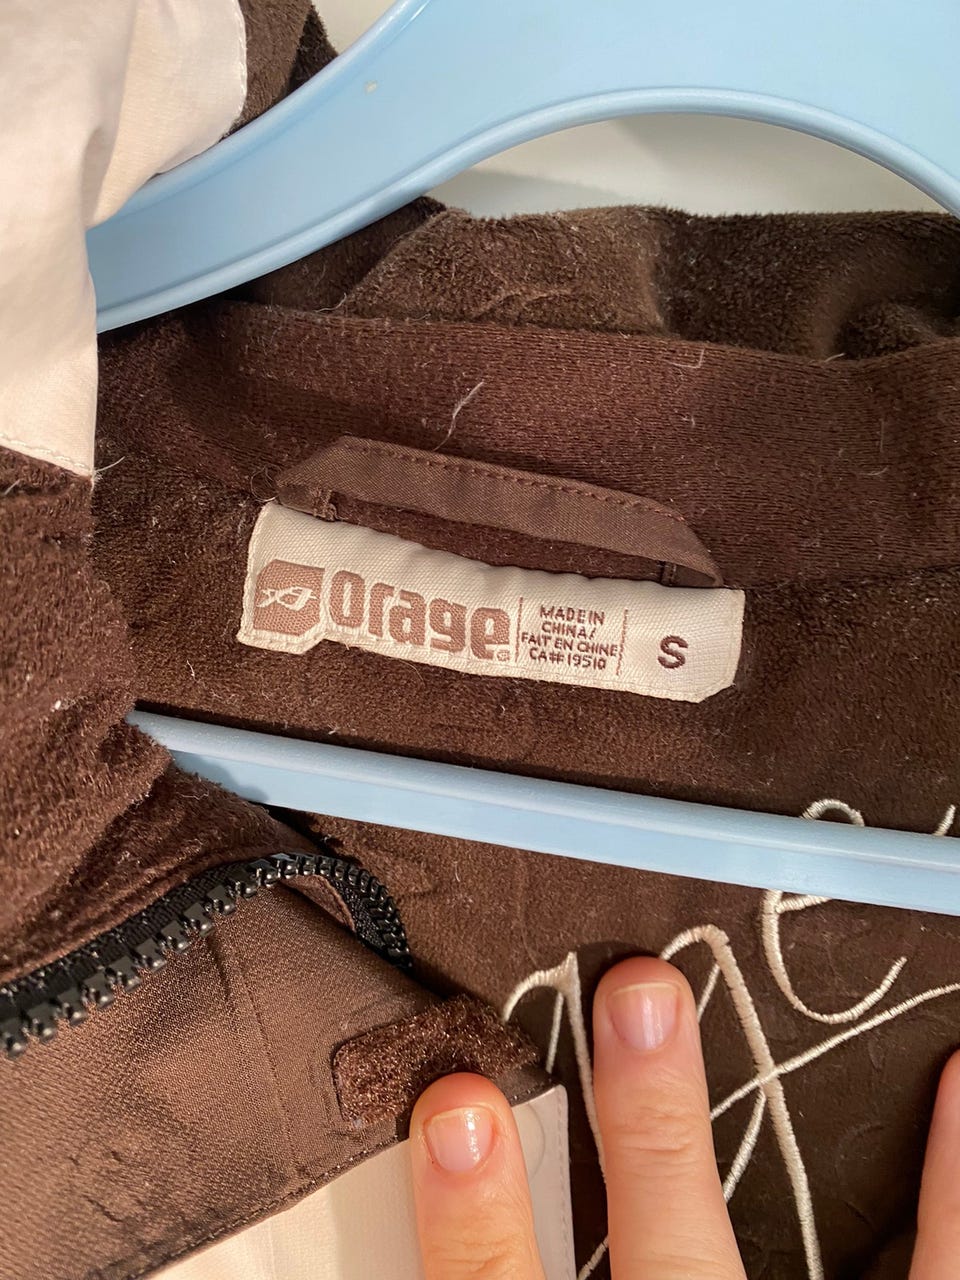 orage
MADE IN
CHINA/
FAIT EN CHINE
CA# 19510
S